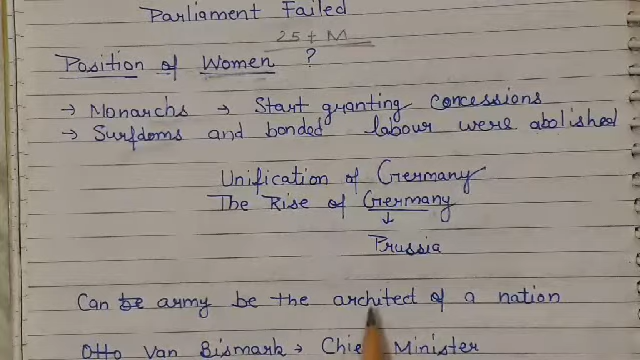 Parliament Failed
25+ M
Position of Women ?
→ Monarchs → Start granting concessions
→ Surfdoms and bonded labour were abolished
Unification of Germany
The Rise of Germany
↓
Prussia
Can be army be the architect of a nation
Otto Van Bismark → Chief Minister